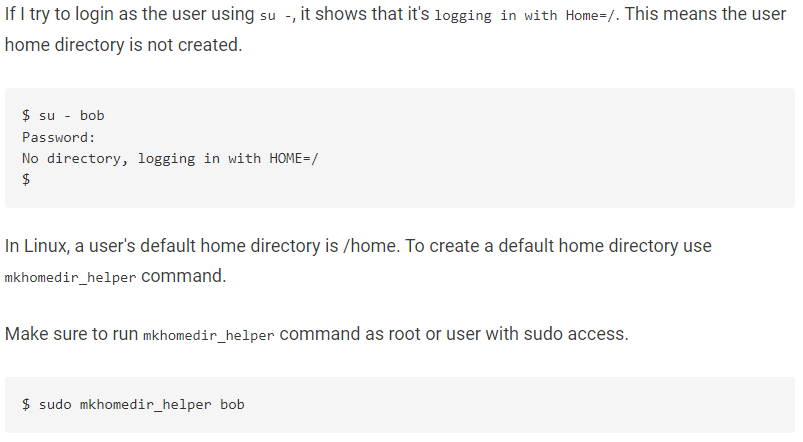 If I try to login as the user using su -, it shows that it's logging in with Home=/. This means the user
home directory is not created.
$ su - bob
Password:
No directory, logging in with HOME=/
$
In Linux, a user's default home directory is /home. To create a default home directory use
mkhomedir_helper command.
Make sure to run mkhomedir_helper command as root or user with sudo access.
$ sudo mkhomedir_helper bob